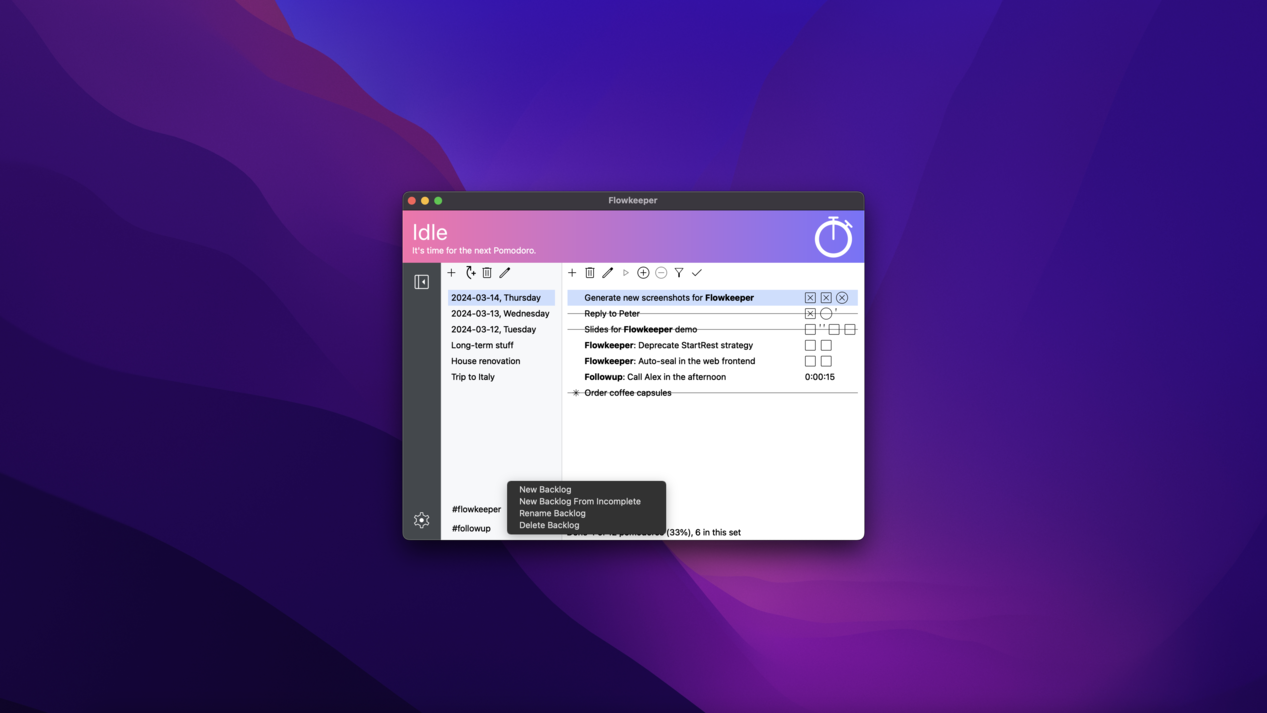 Flowkeeper
Idle
It's time for the next Pomodoro.
2024-03-14, Thursday
2024-03-13, Wednesday
2024-03-12, Tuesday
Long-term stuff
House renovation
Trip to Italy
#flowkeeper
#followup
Generate new screenshots for Flowkeeper
Reply to Peter
Slides for Flowkeeper demo
Flowkeeper: Deprecate StartRest strategy
Flowkeeper: Auto-seal in the web frontend
Followup: Call Alex in the afternoon 0:00:15
Order coffee capsules
New Backlog
New Backlog From Incomplete
Rename Backlog
Delete Backlog
(33%), 6 in this set